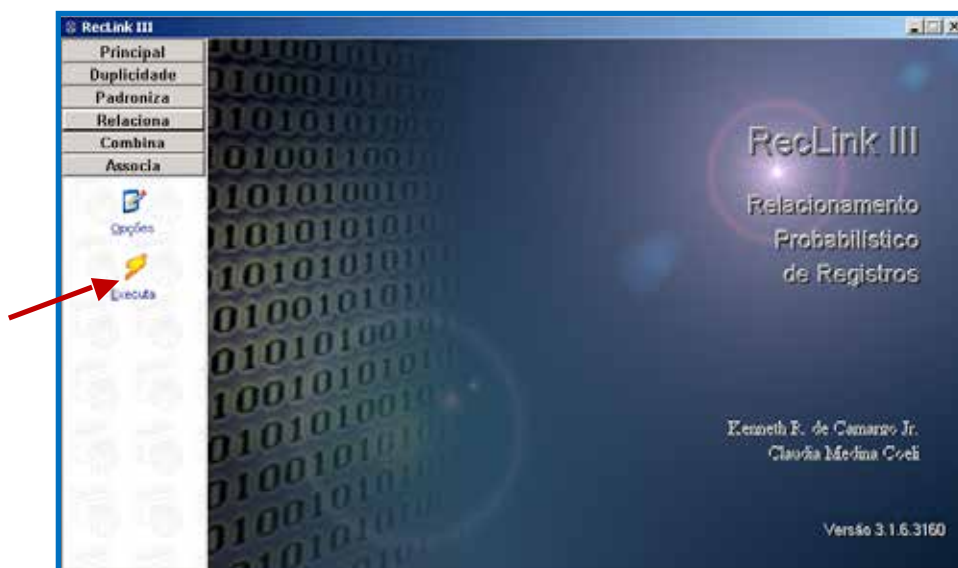 RecLink III
Principal
Duplicidade
Padroniza
Relaciona
Combina
Associa
Opções
Executa
RecLink III
Relacionamento
Probabilístico
de Registros
Kenneth R. de Camargo Jr.
Claudia Medina Coeli
Versão 3.1.6.3160